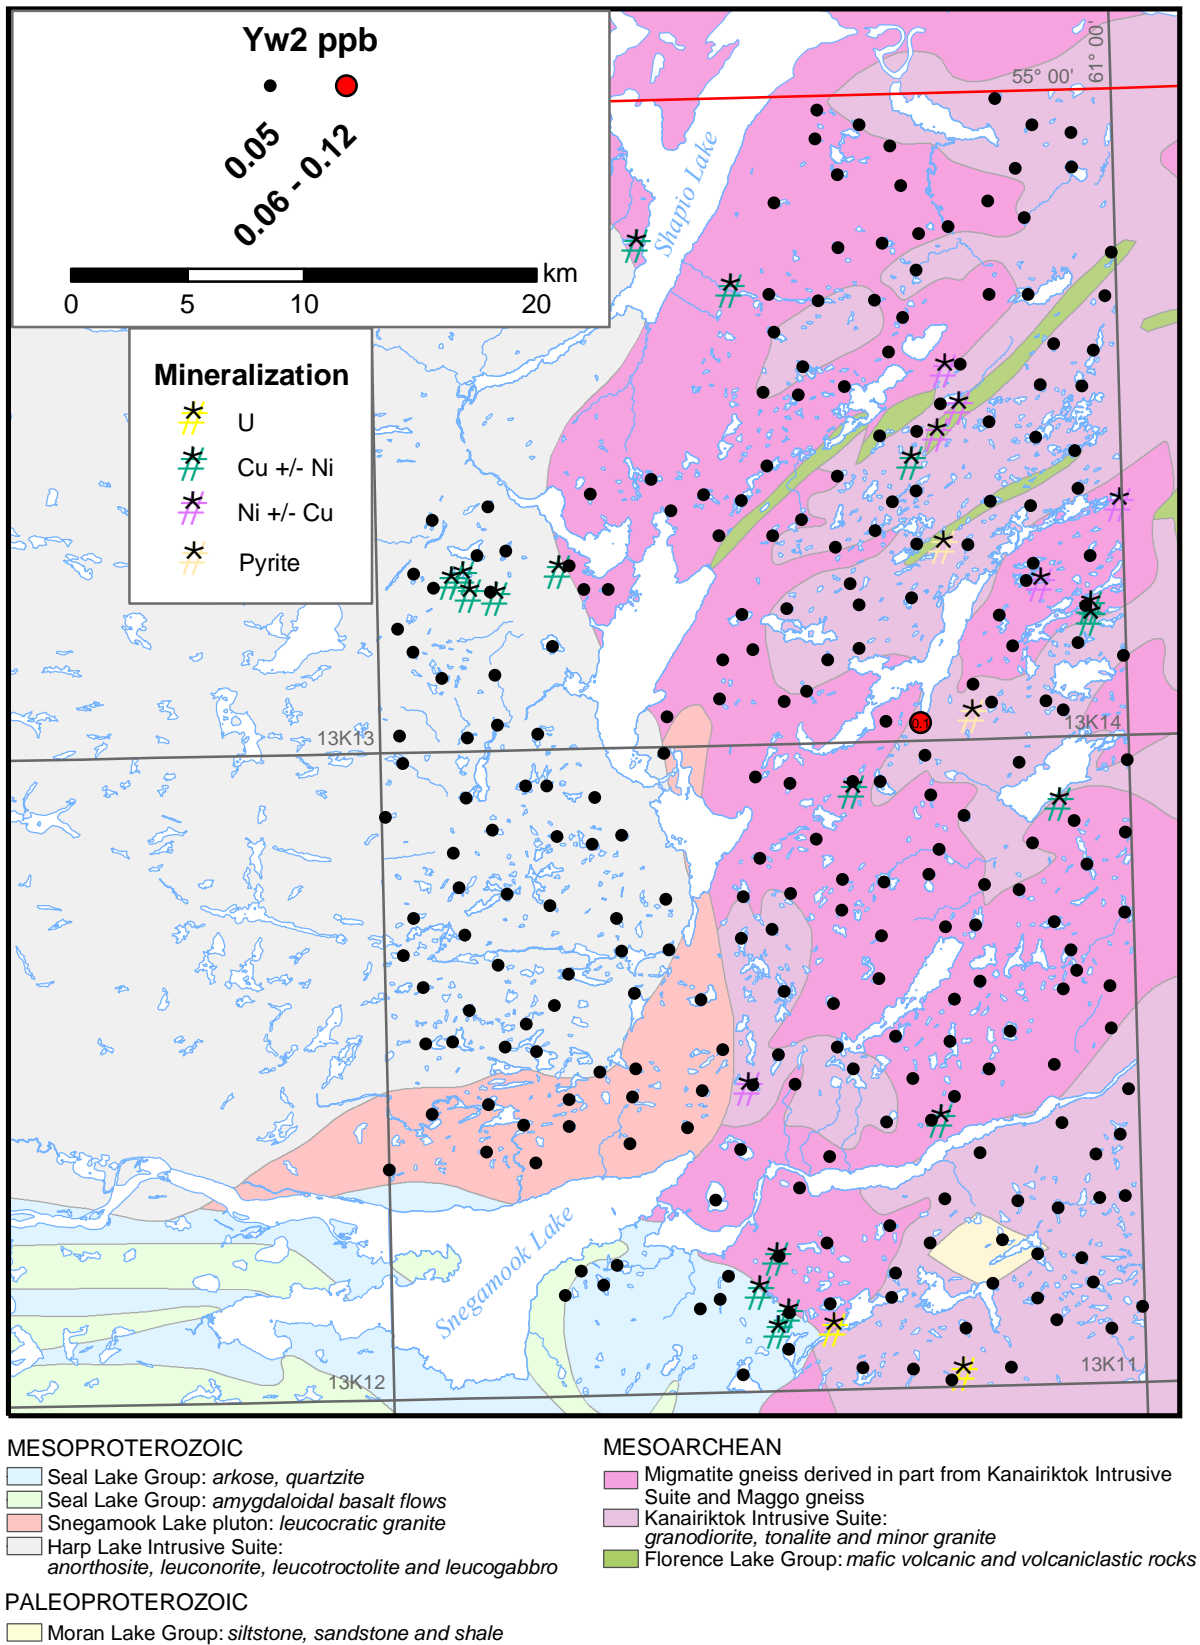 Yw2 ppb
0.05
0.06 - 0.12
km
0 5 10 20
Mineralization
U
Cu +/- Ni
Ni +/- Cu
Pyrite
55° 00'
61° 00'
Shapio Lake
13K13
13K14
0.1
Snegamook Lake
13K12
13K11
MESOPROTEROZOIC
Seal Lake Group: arkose, quartzite
Seal Lake Group: amygdaloidal basalt flows
Snegamook Lake pluton: leucocratic granite
Harp Lake Intrusive Suite:
anorthosite, leuconorite, leucotroctolite and leucogabbro
PALEOPROTEROZOIC
Moran Lake Group: siltstone, sandstone and shale
MESOARCHEAN
Migmatite gneiss derived in part from Kanairiktok Intrusive
Suite and Maggo gneiss
Kanairiktok Intrusive Suite:
granodiorite, tonalite and minor granite
Florence Lake Group: mafic volcanic and volcaniclastic rocks